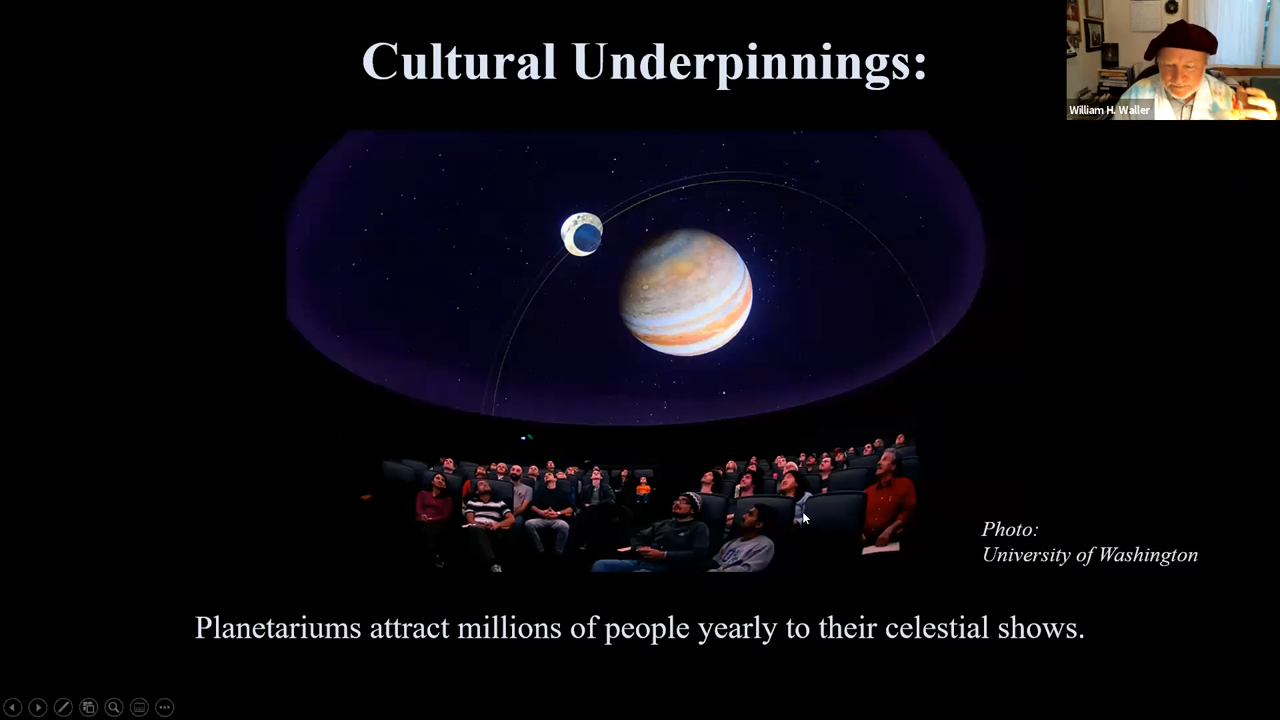 Cultural Underpinnings:
William H. Waller
Photo:
University of Washington
Planetariums attract millions of people yearly to their celestial shows.